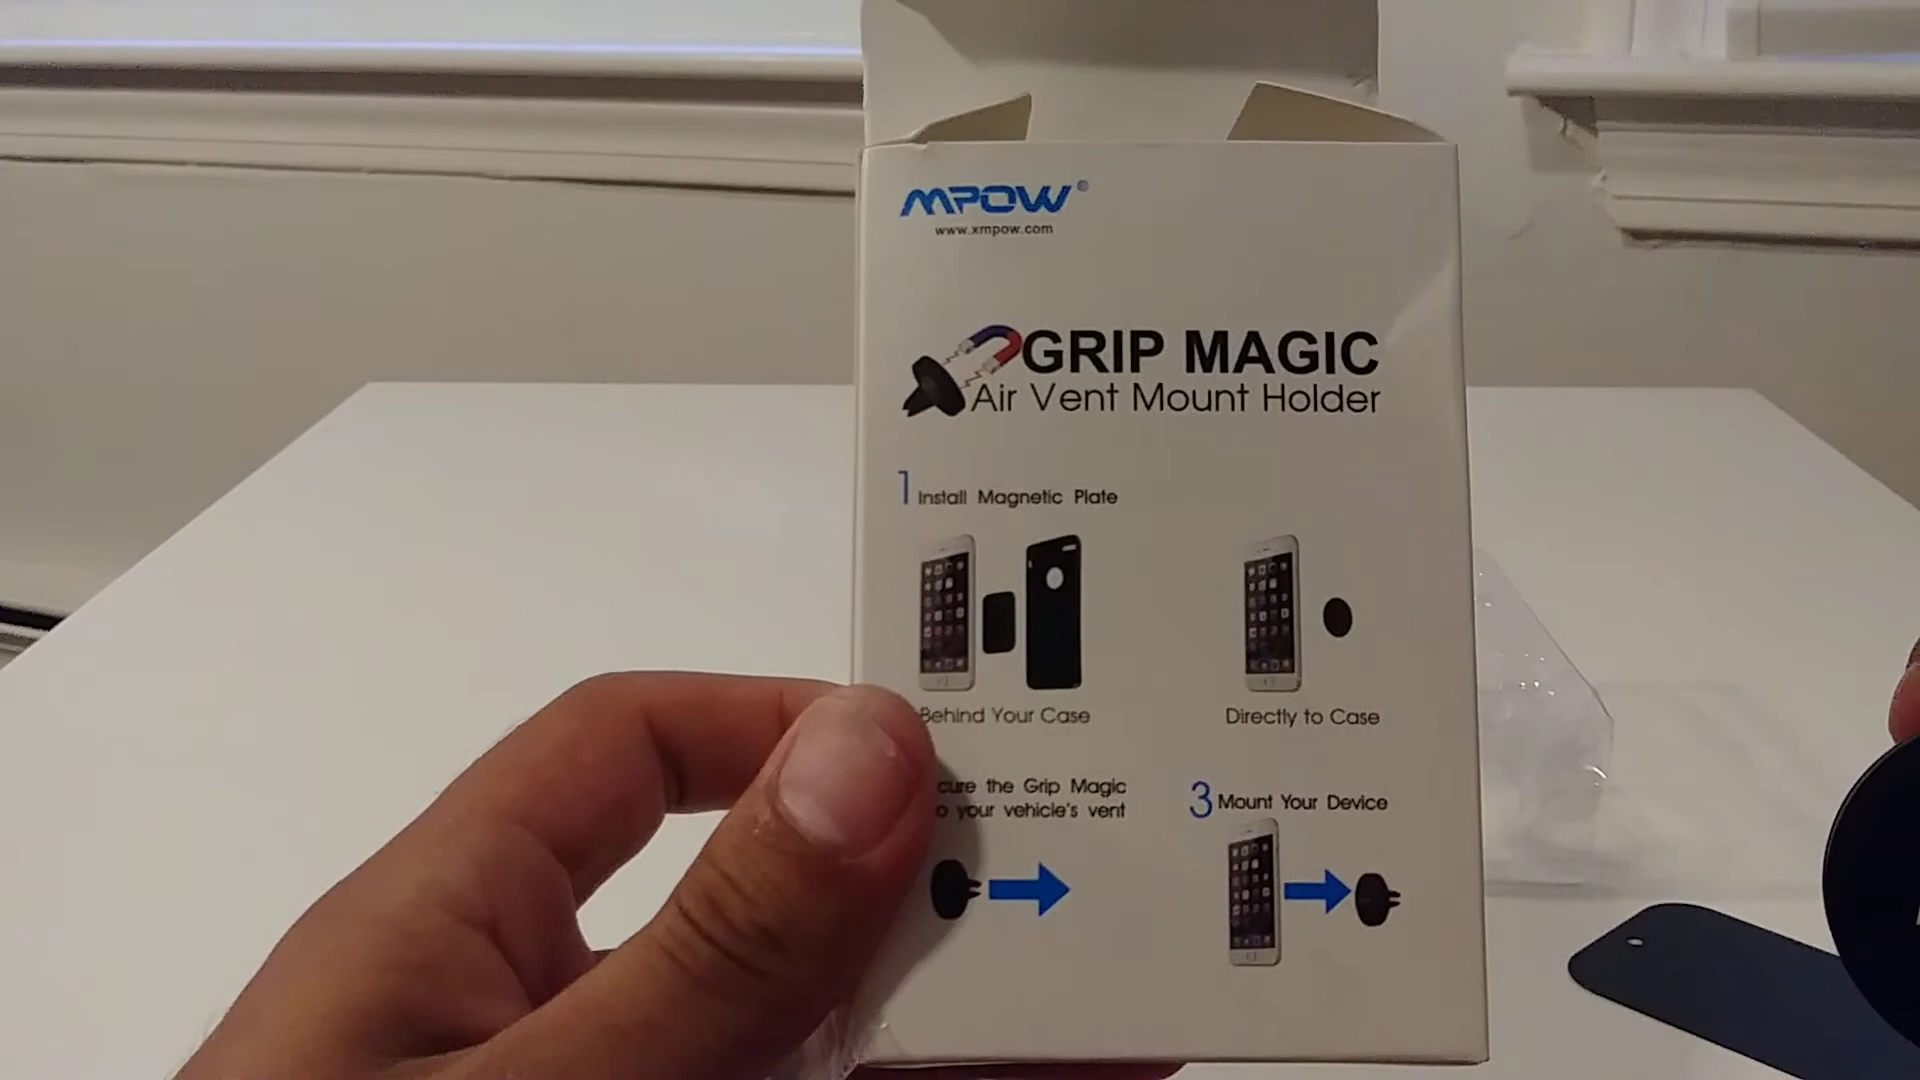 MPOW®
www.xmpow.com
GRIP MAGIC
Air Vent Mount Holder
1 Install Magnetic Plate
Behind Your Case
Directly to Case
the Grip Magic
your vehicle's vent
3 Mount Your Device